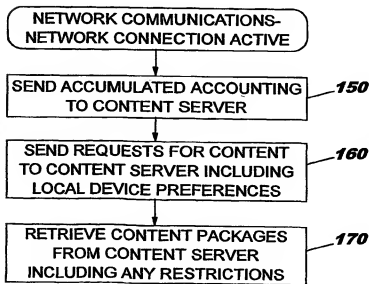 NETWORK COMMUNICATIONS-
NETWORK CONNECTION ACTIVE
SEND ACCUMULATED ACCOUNTING
TO CONTENT SERVER
150
SEND REQUESTS FOR CONTENT
TO CONTENT SERVER INCLUDING
LOCAL DEVICE PREFERENCES
160
RETRIEVE CONTENT PACKAGES
FROM CONTENT SERVER
INCLUDING ANY RESTRICTIONS
170